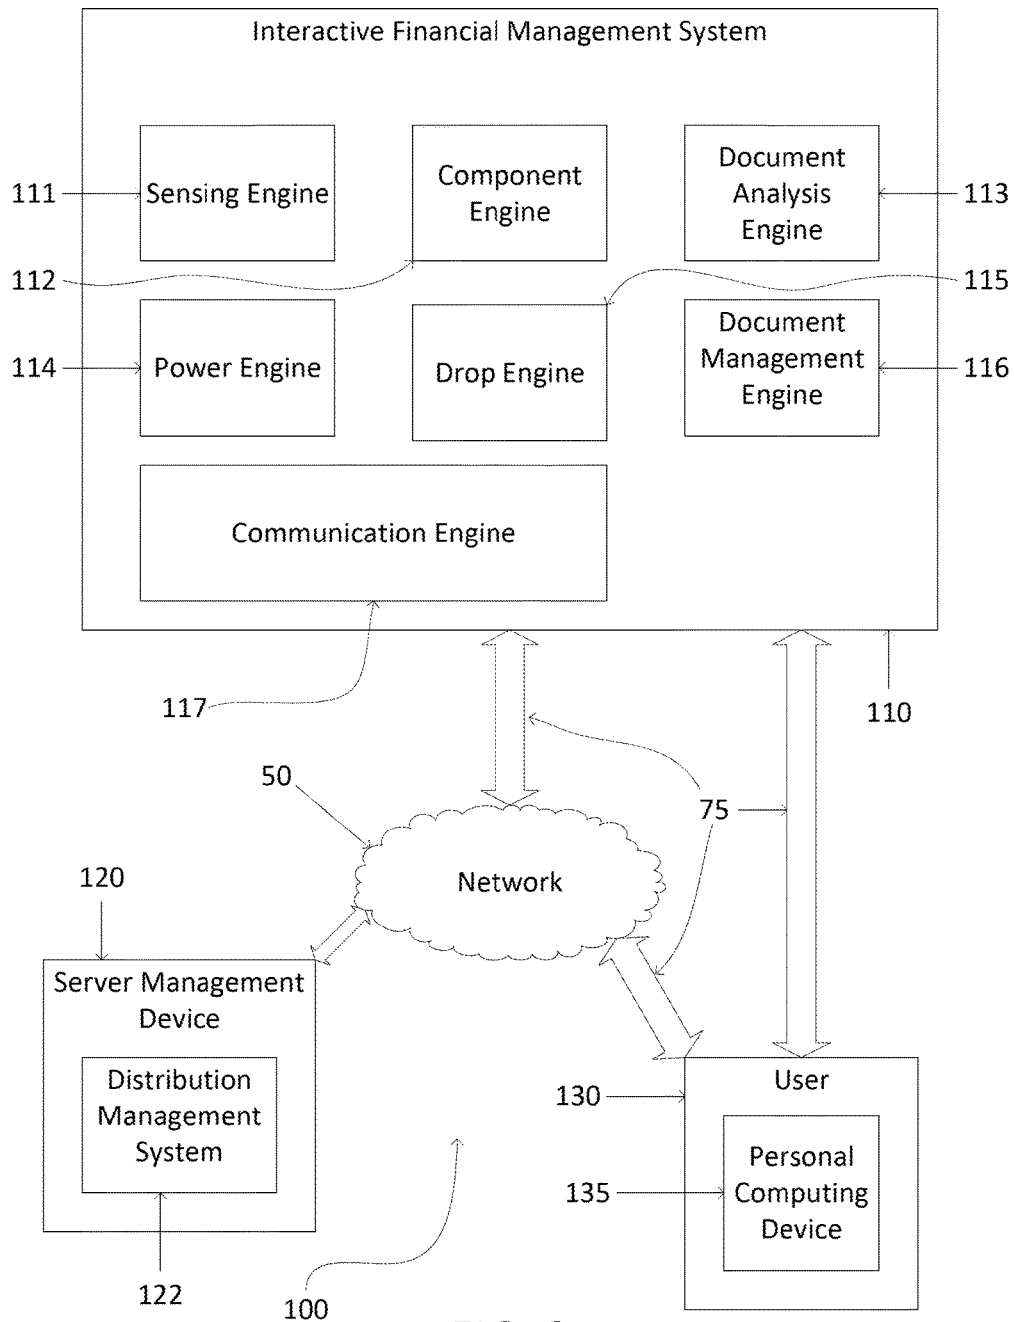 Interactive Financial Management System
111
Sensing Engine
Component
Engine
Document
Analysis
Engine
113
112
115
114
Power Engine
Drop Engine
Document
Management
Engine
116
Communication Engine
117
110
50
75
Network
120
Server Management
Device
Distribution
Management
System
122
100
130
User
135
Personal
Computing
Device